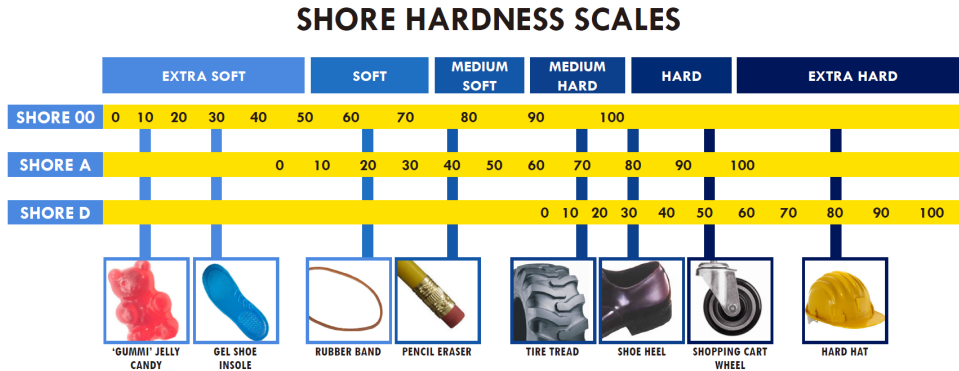 SHORE HARDNESS SCALES
EXTRA SOFT
SOFT
MEDIUM
SOFT
MEDIUM
HARD
HARD
EXTRA HARD
SHORE 00 0 10 20 30 40 50 60 70 80 90 100
SHORE A 0 10 20 30 40 50 60 70 80 90 100
SHORE D 0 10 20 30 40 50 60 70 80 90 100
‘GUMMI’ JELLY
CANDY
GEL SHOE
INSOLE
RUBBER BAND
PENCIL ERASER
TIRE TREAD
SHOE HEEL
SHOPPING CART
WHEEL
HARD HAT